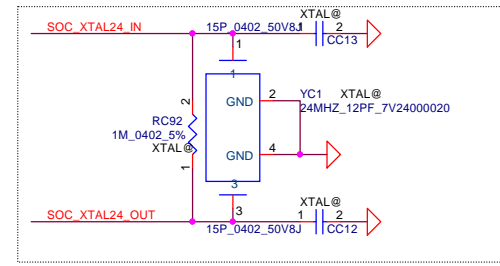 XTAL@
SOC_XTAL24_IN
15P_0402_50V8J
1
2
CC13
1
1
2
GND
2
YC1
XTAL@
24MHZ_12PF_7V24000020
RC92
1M_0402_5%
XTAL@
GND
4
1
3
3
XTAL@
SOC_XTAL24_OUT
1
2
15P_0402_50V8J
CC12